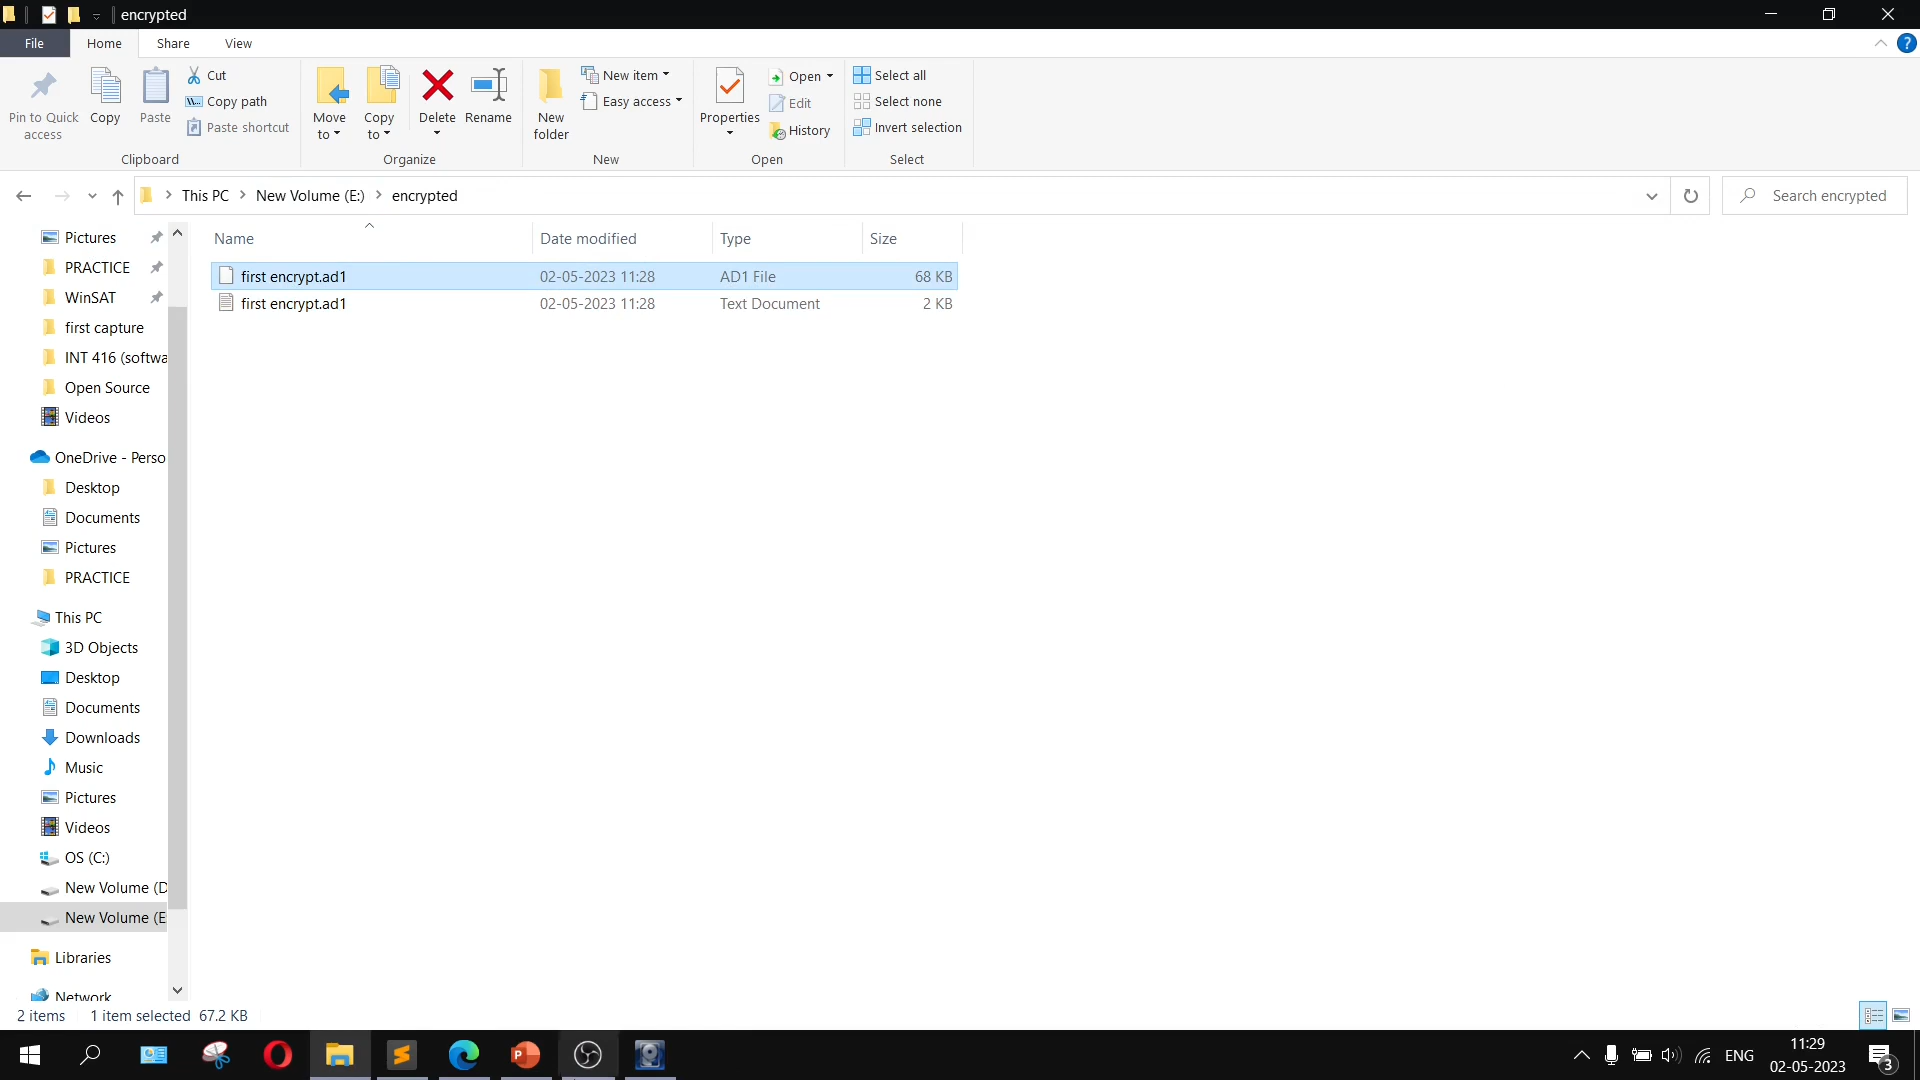 encrypted
File
Home
Share
View
Pin to Quick
access
Copy
Paste
Cut
Copy path
Paste shortcut
Clipboard
Move
to
Copy
to
Delete
Rename
Organize
New
folder
New item
Easy access
New
Properties
Open
Edit
History
Open
Select all
Select none
Invert selection
Select
This PC
New Volume (E:)
encrypted
Search encrypted
Name
Date modified
Type
Size
first encrypt.ad1
02-05-2023 11:28
AD1 File
68 KB
first encrypt.ad1
02-05-2023 11:28
Text Document
2 KB
Pictures
PRACTICE
WinSAT
first capture
INT 416 (softwa
Open Source
Videos
OneDrive - Perso
Desktop
Documents
Pictures
PRACTICE
This PC
3D Objects
Desktop
Documents
Downloads
Music
Pictures
Videos
OS (C:)
New Volume (D
New Volume (E
Libraries
Network
2 items
1 item selected 67.2 KB
ENG
11:29
02-05-2023
3